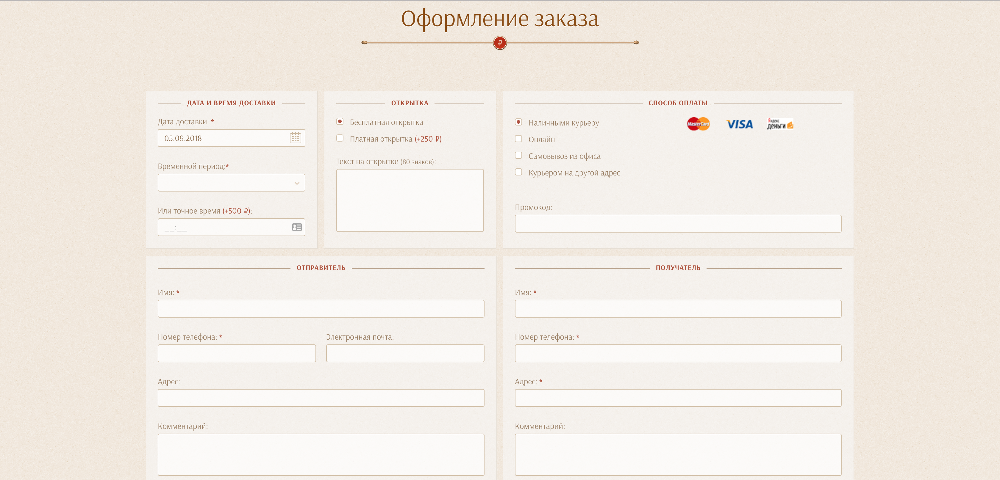 Оформление заказа
₽
ДАТА И ВРЕМЯ ДОСТАВКИ
Дата доставки: *
05.09.2018
Временной период:*
Или точное время (+500 ₽):
__:__
ОТКРЫТКА
Бесплатная открытка
Платная открытка (+250 ₽)
Текст на открытке (80 знаков):
СПОСОБ ОПЛАТЫ
Наличными курьеру
Онлайн
Самовывоз из офиса
Курьером на другой адрес
MasterCard
VISA
Яндекс
деньги
Промокод:
ОТПРАВИТЕЛЬ
Имя: *
Номер телефона: *
Электронная почта:
Адрес:
Комментарий:
ПОЛУЧАТЕЛЬ
Имя: *
Номер телефона: *
Адрес: *
Комментарий: